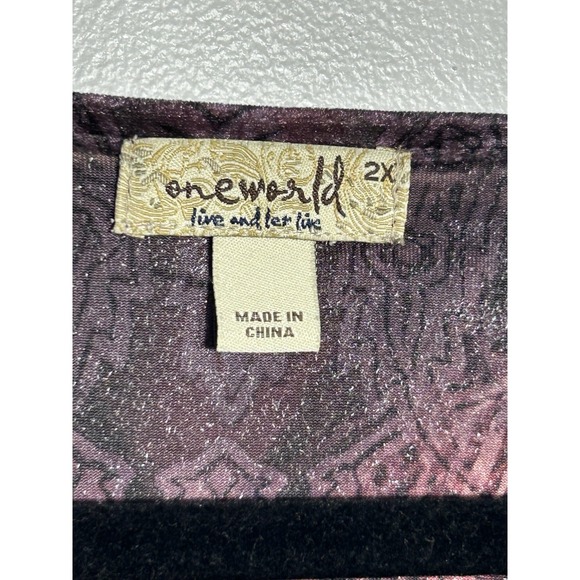 oneworld 2X
live and let live
MADE IN
CHINA